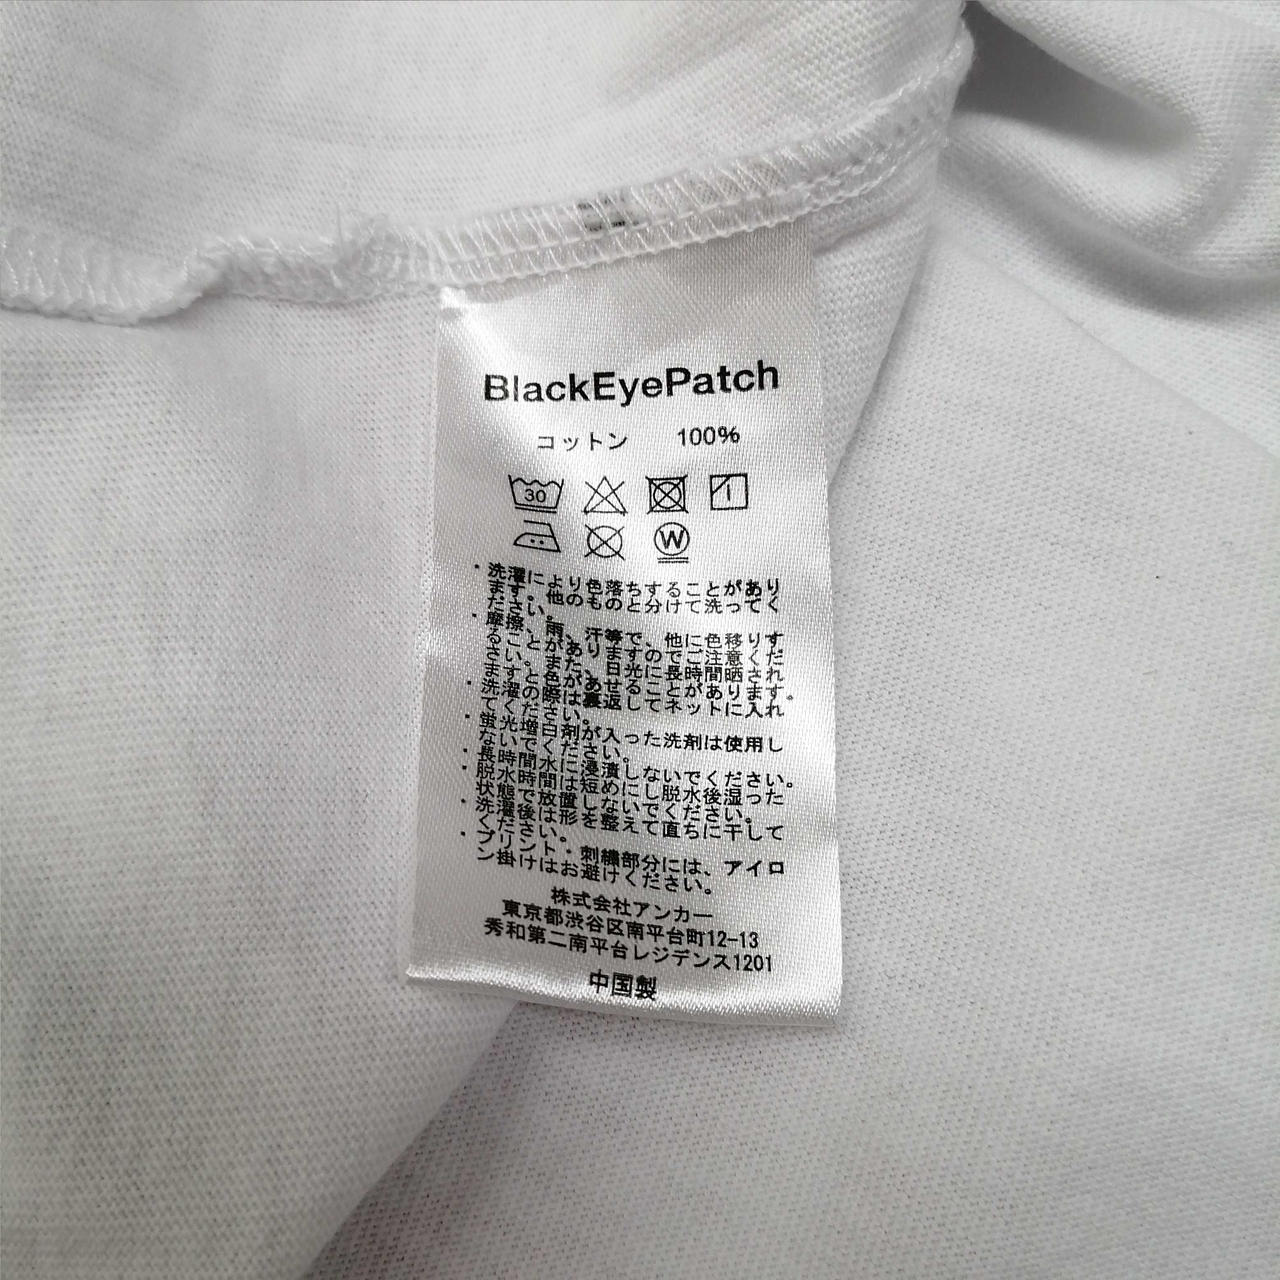 BlackEyePatch
コットン 100%
30
W
・洗濯により色落ちすることがあり
ます。他のものと分けて洗ってく
ださい。
・摩擦、雨、汗等で、他に色移りす
ることがありますのでご注意くだ
さい。また、日光に長時間晒され
ますと色があせることがあります。
・洗濯の際は裏返してネットに入れ
てください。
・蛍光増白剤が入った洗剤は使用し
ないでください。
・長時間水に浸漬しないでください。
・脱水時間は短めにし脱水後湿った
状態で放置しないでください。
・洗濯後は形を整えて直ちに干して
ください。
・プリント・刺繍部分には、アイロ
ン掛けはお避けください。
株式会社アンカー
東京都渋谷区南平台町12-13
秀和第二南平台レジデンス1201
中国製